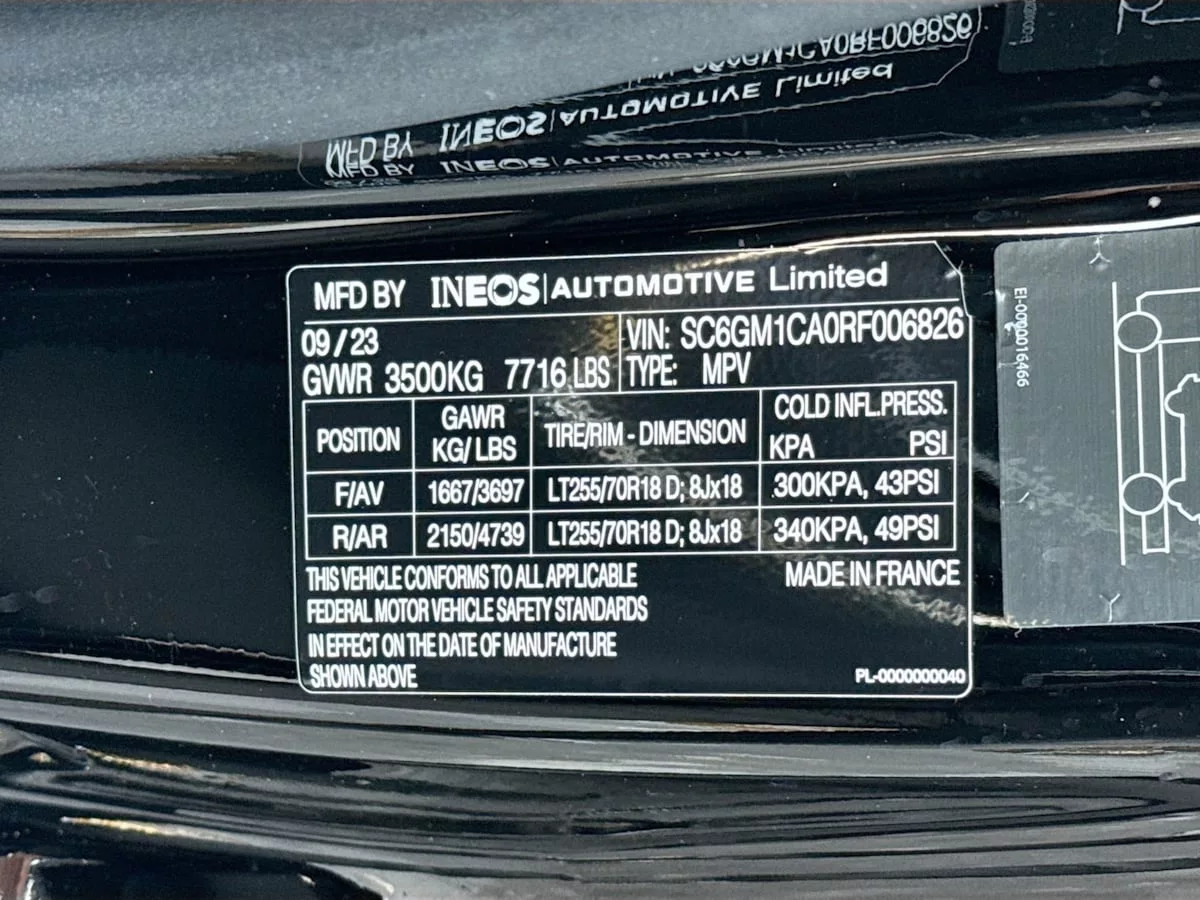 MFD BY INEOS|AUTOMOTIVE Limited
09/23
VIN: SC6GM1CA0RF006826
GVWR 3500KG 7716 LBS
TYPE: MPV
POSITION
GAWR
KG/LBS
TIRE/RIM - DIMENSION
COLD INFL.PRESS.
KPA PSI
F/AV 1667/3697 LT255/70R18 D; 8Jx18 300KPA, 43PSI
R/AR 2150/4739 LT255/70R18 D; 8Jx18 340KPA, 49PSI
THIS VEHICLE CONFORMS TO ALL APPLICABLE
MADE IN FRANCE
FEDERAL MOTOR VEHICLE SAFETY STANDARDS
IN EFFECT ON THE DATE OF MANUFACTURE
SHOWN ABOVE
PL-0000000040
EI-0000016466